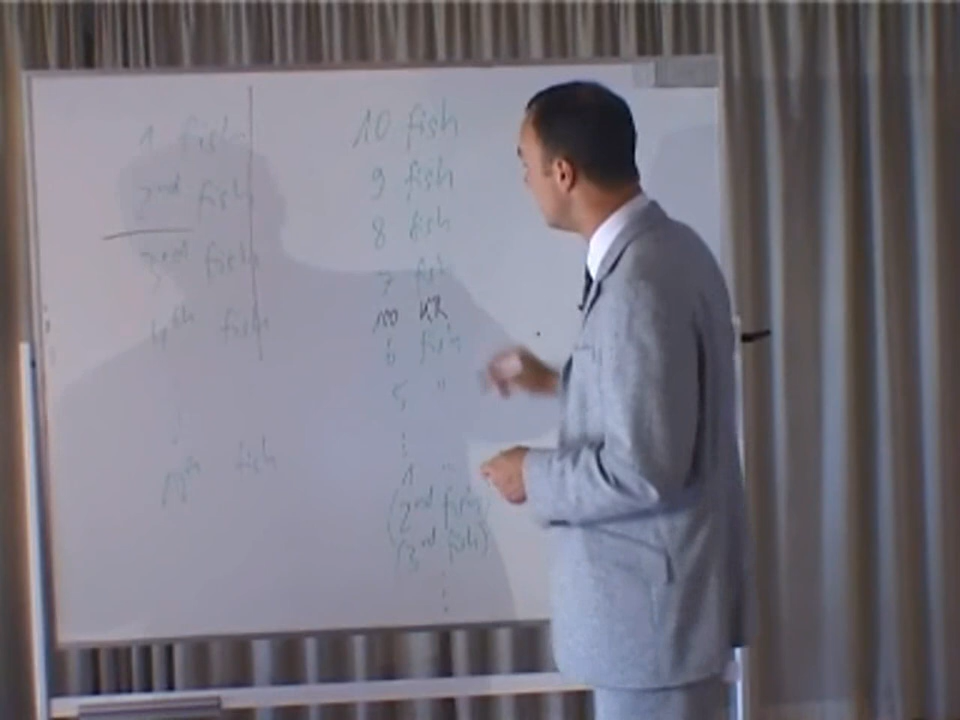 1 fish
2nd fish
3rd fish
4th fish
:
fish
10 fish
9 fish
8 fish
7 fish
100
6 fish
5 "
:
1 "
(2nd fish)
(3rd fish)
: